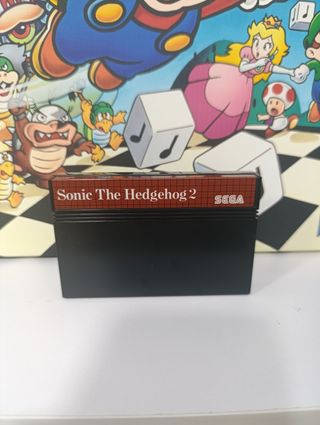 Sonic The Hedgehog 2
SEGA